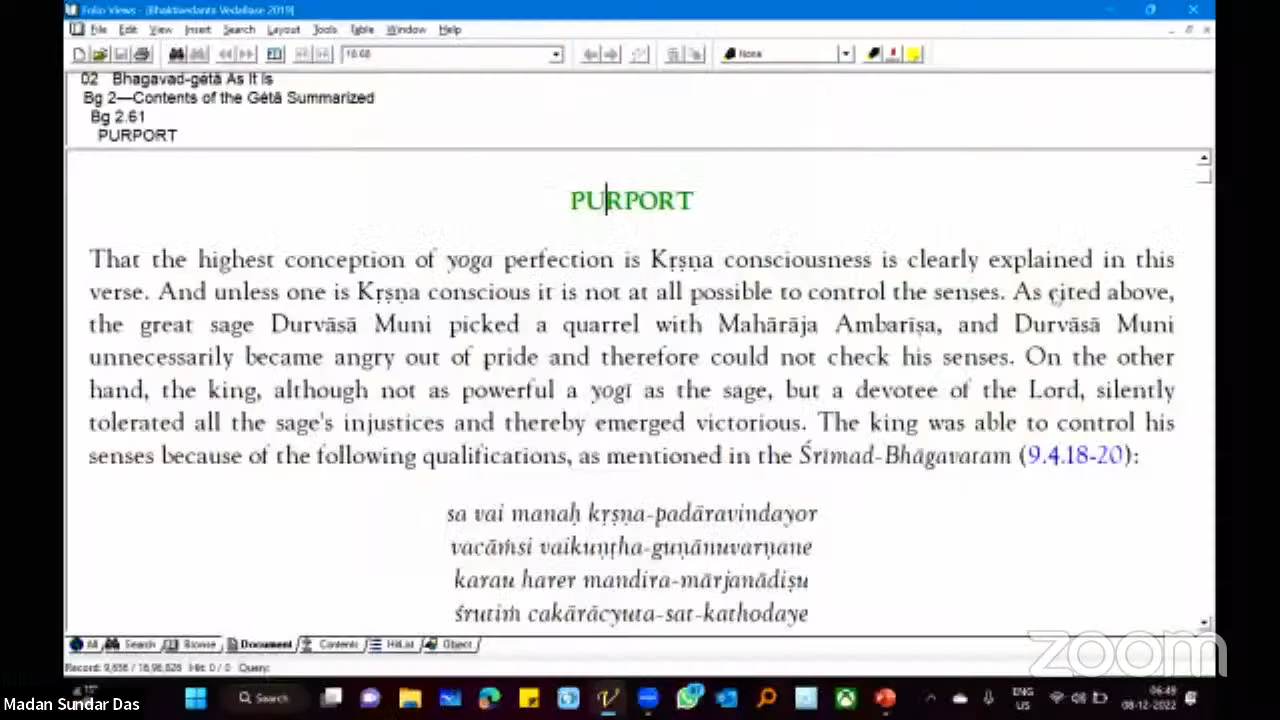 Folio Views - [Bhaktivedanta VedaBase 2019]
File Edit View Insert Search Layout Tools Table Window Help
18.68
None
02 Bhagavad-gétä As It Is
Bg 2—Contents of the Gétä Summarized
Bg 2.61
PURPORT
PURPORT
That the highest conception of yoga perfection is Kṛṣṇa consciousness is clearly explained in this
verse. And unless one is Kṛṣṇa conscious it is not at all possible to control the senses. As cited above,
the great sage Durvāsā Muni picked a quarrel with Mahārāja Ambarīṣa, and Durvāsā Muni
unnecessarily became angry out of pride and therefore could not check his senses. On the other
hand, the king, although not as powerful a yogī as the sage, but a devotee of the Lord, silently
tolerated all the sage's injustices and thereby emerged victorious. The king was able to control his
senses because of the following qualifications, as mentioned in the Śrīmad-Bhāgavatam (9.4.18-20):
sa vai manaḥ kṛṣṇa-padāravindayor
vacāṁsi vaikuṇṭha-guṇānuvarṇane
karau harer mandira-mārjanādiṣu
śrutiṁ cakārācyuta-sat-kathodaye
All Search Browse Document Contents HitList Object
Hit: 0 / 0 Query:
zoom
Search
ENG
US
06:49
08-12-2022
Madan Sundar Das